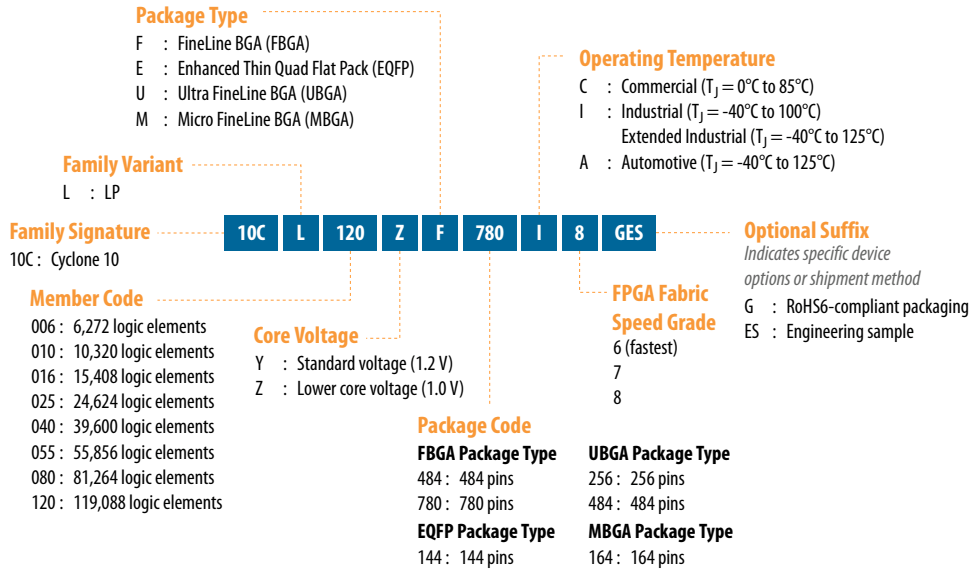 Package Type
F : FineLine BGA (FBGA)
E : Enhanced Thin Quad Flat Pack (EQFP)
U : Ultra FineLine BGA (UBGA)
M : Micro FineLine BGA (MBGA)
Operating Temperature
C : Commercial (TJ = 0°C to 85°C)
I : Industrial (TJ = -40°C to 100°C)
Extended Industrial (TJ = -40°C to 125°C)
A : Automotive (TJ = -40°C to 125°C)
Family Variant
L : LP
Family Signature
10C : Cyclone 10
10C L 120 Z F 780 I 8 GES
Optional Suffix
Indicates specific device
options or shipment method
G : RoHS6-compliant packaging
ES : Engineering sample
Member Code
006 : 6,272 logic elements
010 : 10,320 logic elements
016 : 15,408 logic elements
025 : 24,624 logic elements
040 : 39,600 logic elements
055 : 55,856 logic elements
080 : 81,264 logic elements
120 : 119,088 logic elements
Core Voltage
Y : Standard voltage (1.2 V)
Z : Lower core voltage (1.0 V)
FPGA Fabric
Speed Grade
6 (fastest)
7
8
Package Code
FBGA Package Type
484 : 484 pins
780 : 780 pins
EQFP Package Type
144 : 144 pins
UBGA Package Type
256 : 256 pins
484 : 484 pins
MBGA Package Type
164 : 164 pins